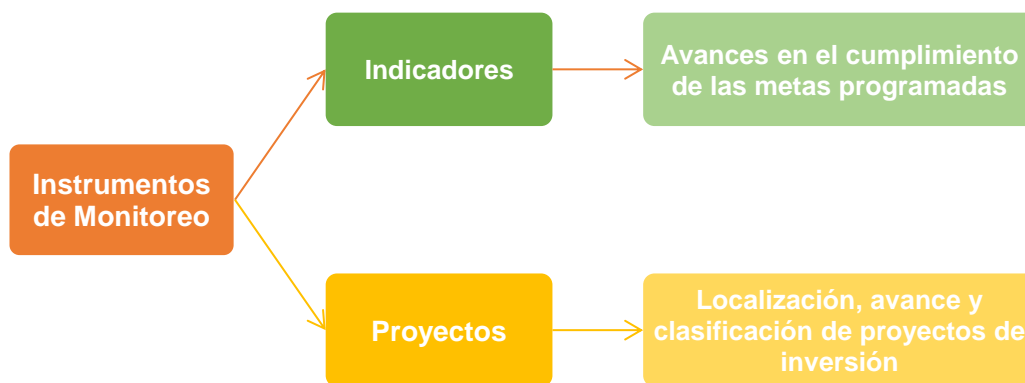 Indicadores
Avances en el cumplimiento
de las metas programadas
Instrumentos
de Monitoreo
Proyectos
Localización, avance y
clasificación de proyectos de
inversión